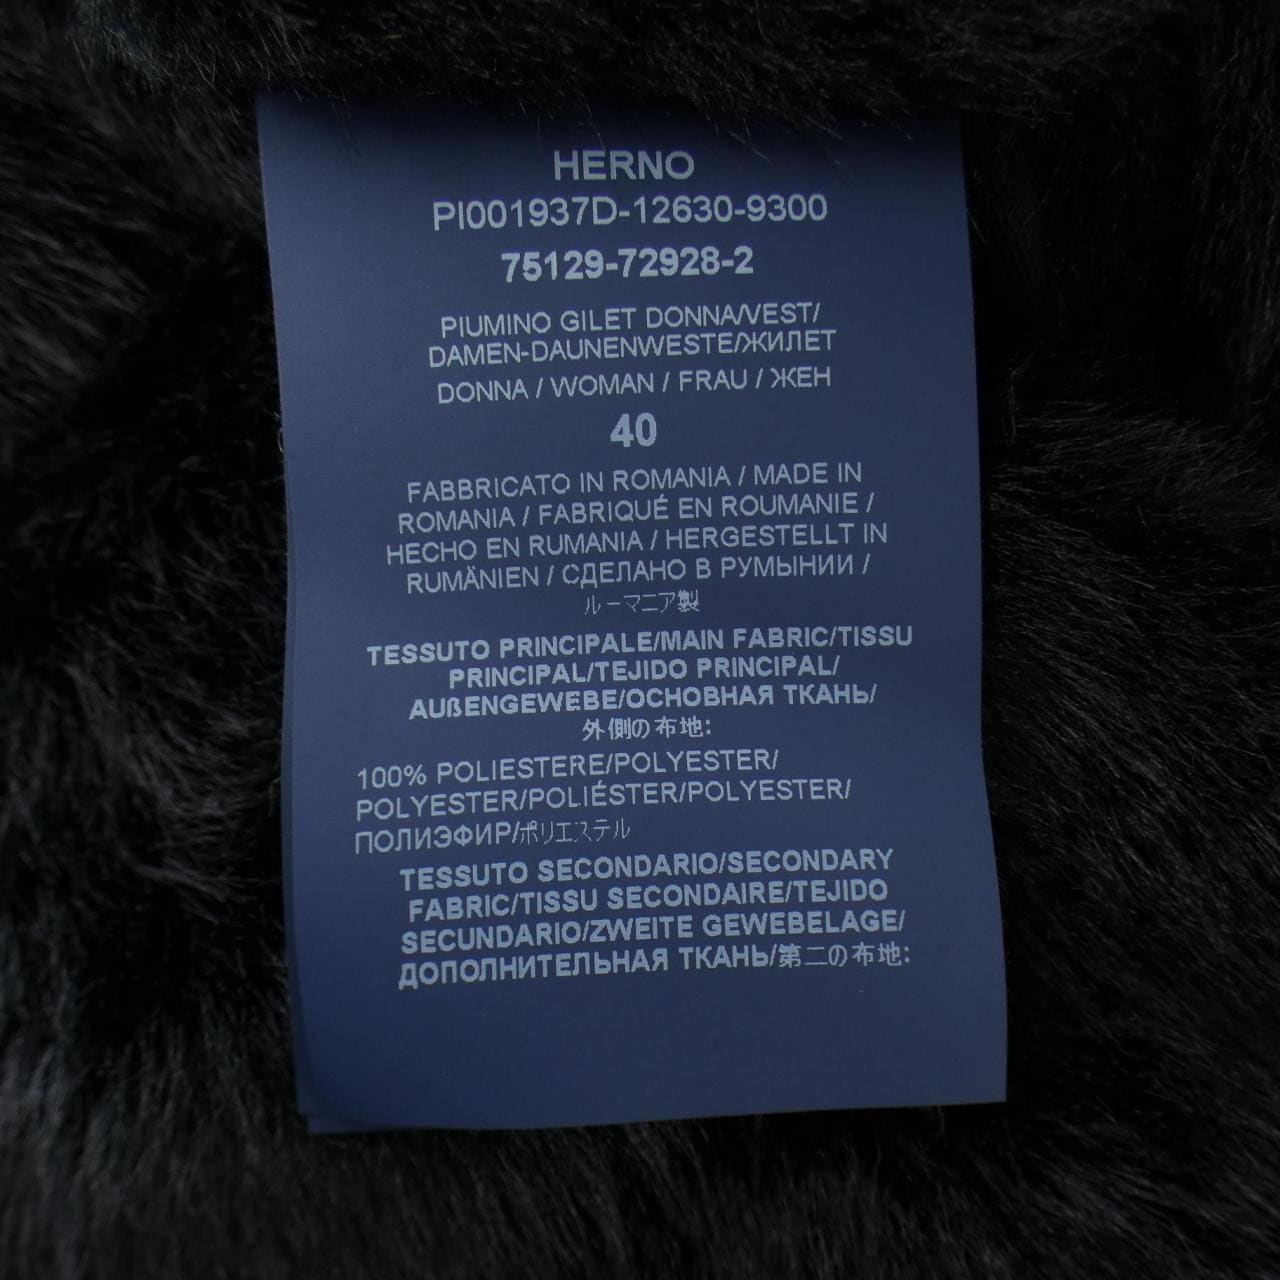 HERNO
PI001937D-12630-9300
75129-72928-2
PIUMINO GILET DONNA/VEST/
DAMEN-DAUNENWESTE/ЖИЛЕТ
DONNA / WOMAN / FRAU / ЖЕН
40
FABBRICATO IN ROMANIA / MADE IN
ROMANIA / FABRIQUÉ EN ROUMANIE /
HECHO EN RUMANIA / HERGESTELLT IN
RUMÄNIEN / СДЕЛАНО В РУМЫНИИ /
ルーマニア製
TESSUTO PRINCIPALE/MAIN FABRIC/TISSU
PRINCIPAL/TEJIDO PRINCIPAL/
AUßENGEWEBE/ОСНОВНАЯ ТКАНЬ/
外側の布地:
100% POLIESTERE/POLYESTER/
POLYESTER/POLIÉSTER/POLYESTER/
ПОЛИЭФИР/ポリエステル
TESSUTO SECONDARIO/SECONDARY
FABRIC/TISSU SECONDAIRE/TEJIDO
SECUNDARIO/ZWEITE GEWEBELAGE/
ДОПОЛНИТЕЛЬНАЯ ТКАНЬ/第二の布地: